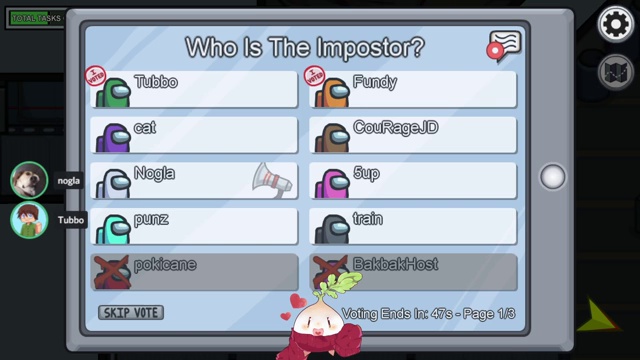 TOTAL TASKS
Who Is The Impostor?
I VOTED
Tubbo
I VOTED
Fundy
cat
CouRageJD
Nogla
5up
punz
train
pokicane
BakbakHost
nogla
Tubbo
SKIP VOTE
Voting Ends In: 47s - Page 1/3